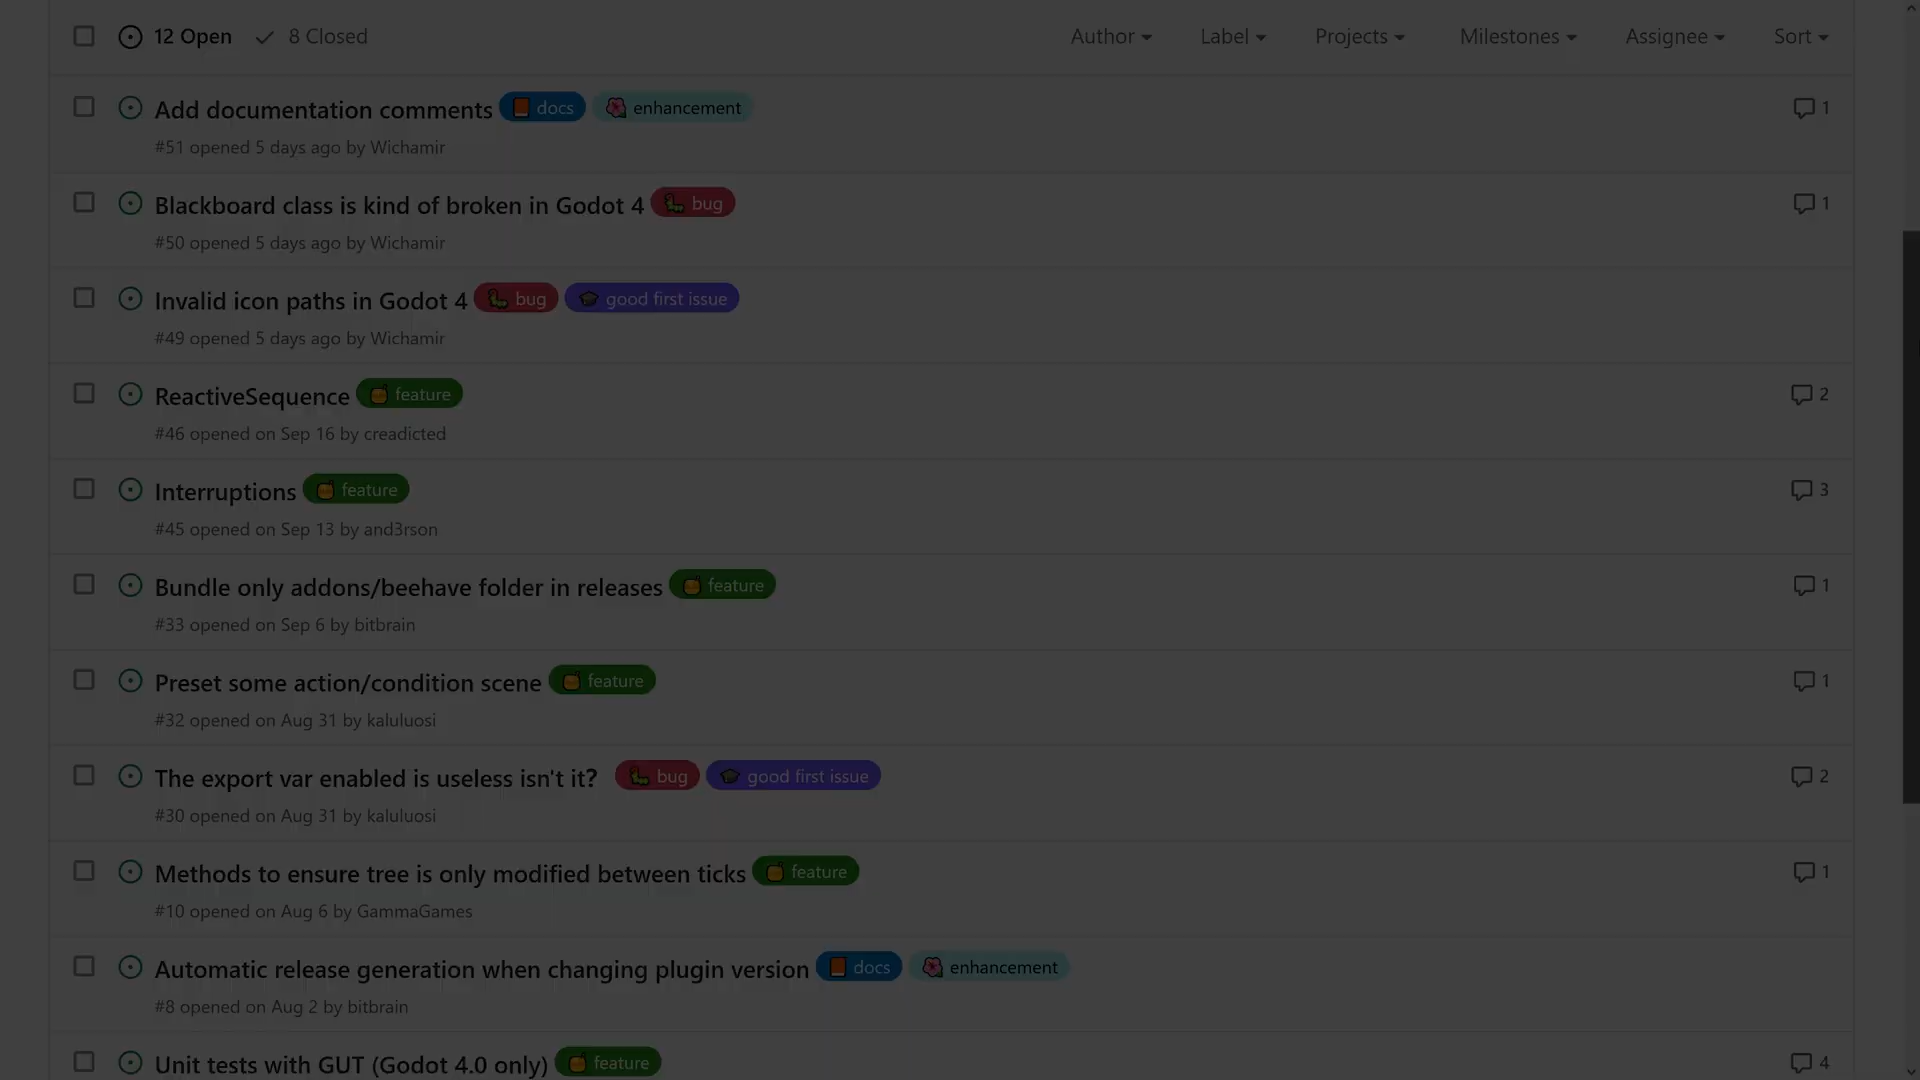 12 Open 8 Closed Author Label Projects Milestones Assignee Sort
Add documentation comments docs enhancement 1
#51 opened 5 days ago by Wichamir
Blackboard class is kind of broken in Godot 4 bug 1
#50 opened 5 days ago by Wichamir
Invalid icon paths in Godot 4 bug good first issue
#49 opened 5 days ago by Wichamir
ReactiveSequence feature 2
#46 opened on Sep 16 by creadicted
Interruptions feature 3
#45 opened on Sep 13 by and3rson
Bundle only addons/beehave folder in releases feature 1
#33 opened on Sep 6 by bitbrain
Preset some action/condition scene feature 1
#32 opened on Aug 31 by kaluluosi
The export var enabled is useless isn't it? bug good first issue 2
#30 opened on Aug 31 by kaluluosi
Methods to ensure tree is only modified between ticks feature 1
#10 opened on Aug 6 by GammaGames
Automatic release generation when changing plugin version docs enhancement
#8 opened on Aug 2 by bitbrain
Unit tests with GUT (Godot 4.0 only) feature 4